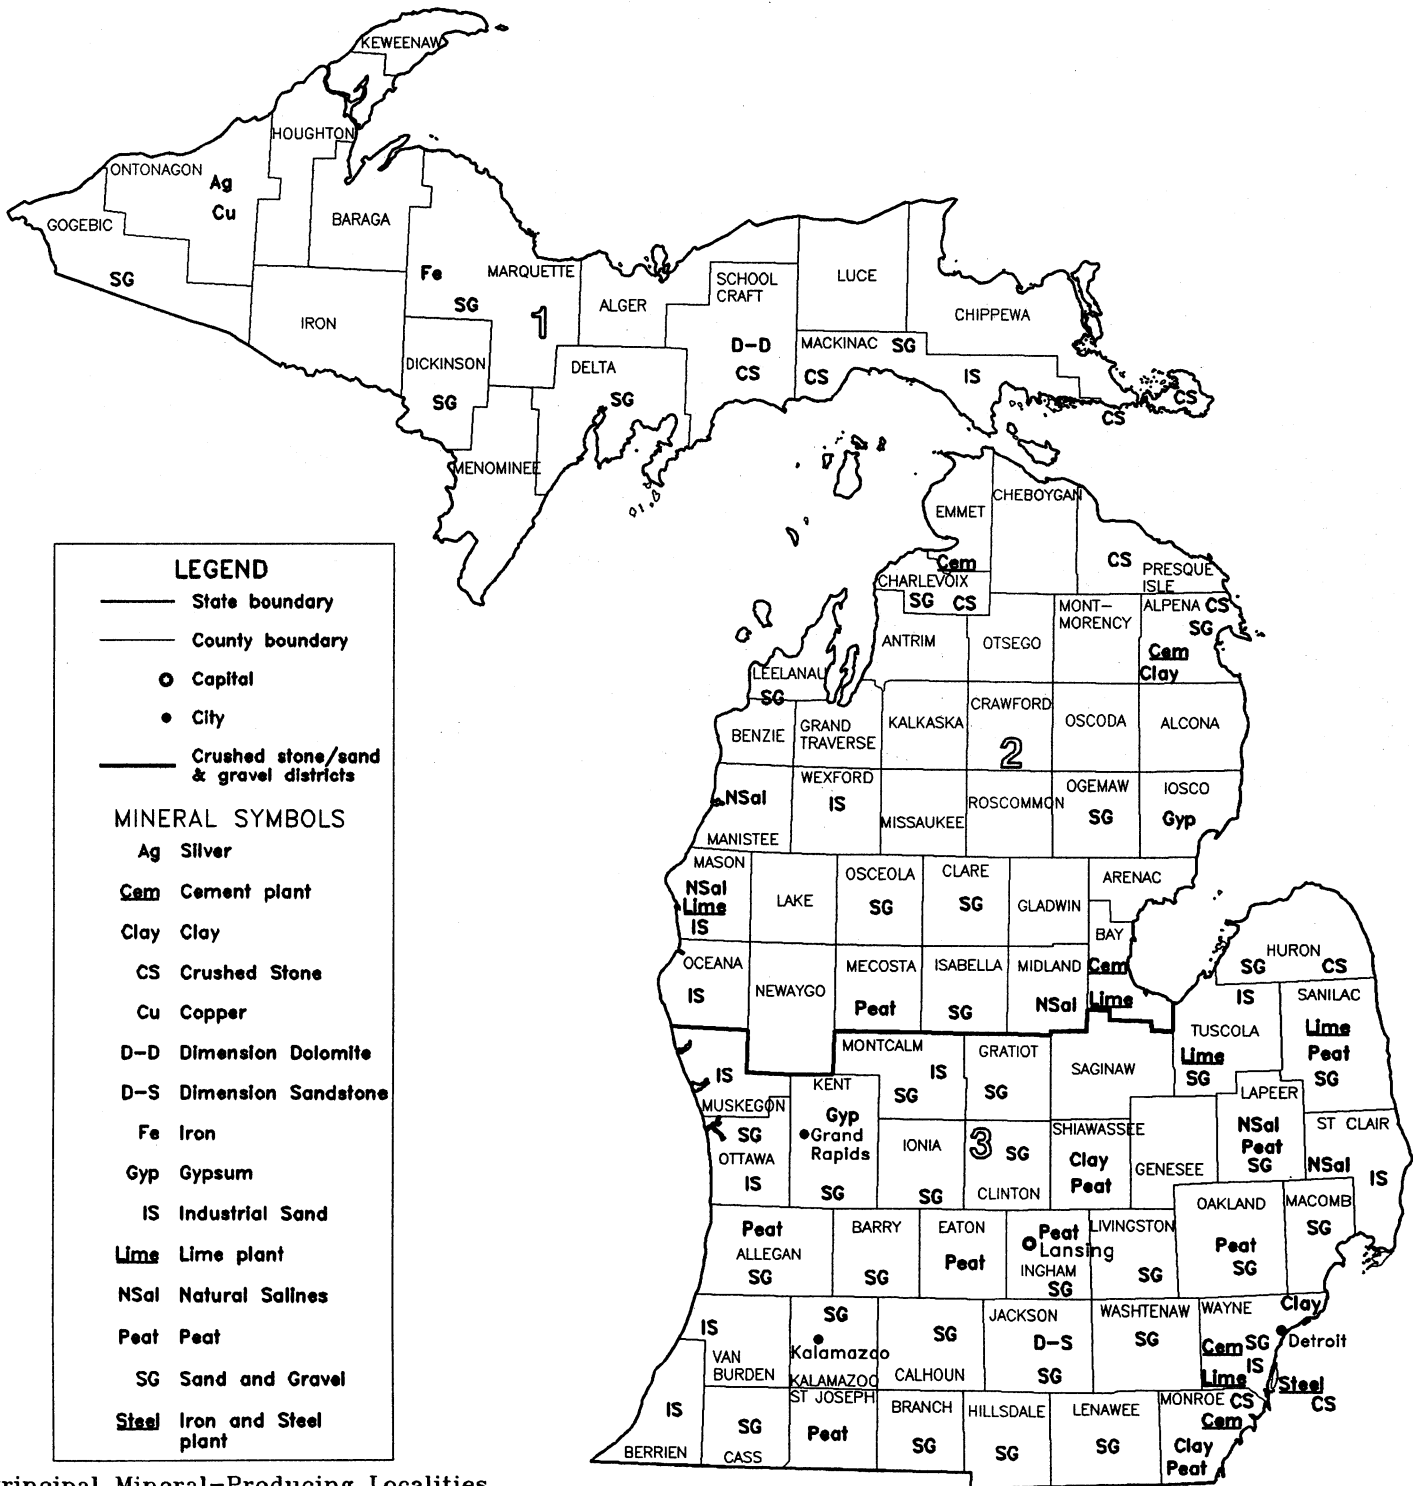 KEWEENAW
HOUGHTON
ONTONAGON
Ag
Cu
GOGEBIC
SG
BARAGA
Fe
MARQUETTE
SG
1
IRON
ALGER
SCHOOL
CRAFT
D-D
CS
LUCE
CHIPPEWA
MACKINAC SG
CS
IS
CS
CS
DICKINSON
SG
DELTA
SG
MENOMINEE
EMMET
CHEBOYGAN
Cem
CHARLEVOIX
SG CS
CS
PRESQUE
ISLE
ANTRIM
OTSEGO
MONT-
MORENCY
ALPENA CS
SG
Cem
Clay
LEELANAU
SG
BENZIE
GRAND
TRAVERSE
KALKASKA
CRAWFORD
2
OSCODA
ALCONA
NSal
MANISTEE
WEXFORD
IS
MISSAUKEE
ROSCOMMON
OGEMAW
SG
IOSCO
Gyp
MASON
NSal
Lime
IS
LAKE
OSCEOLA
SG
CLARE
SG
GLADWIN
ARENAC
BAY
Cem
Lime
OCEANA
IS
NEWAYGO
MECOSTA
Peat
ISABELLA
SG
MIDLAND
NSal
HURON
SG CS
IS
TUSCOLA
Lime
SG
SANILAC
Lime
Peat
SG
IS
MUSKEGON
MONTCALM
IS
SG
GRATIOT
SG
SAGINAW
LAPEER
NSal
Peat
SG
ST CLAIR
NSal
IS
KENT
Gyp
Grand
Rapids
SG
SG
OTTAWA
IS
IONIA
SG
3 SG
CLINTON
SHIAWASSEE
Clay
Peat
GENESEE
OAKLAND
Peat
SG
MACOMB
SG
Peat
ALLEGAN
SG
BARRY
SG
EATON
Peat
Peat
Lansing
INGHAM
SG
LIVINGSTON
SG
IS
VAN
BURDEN
SG
Kalamazoo
KALAMAZOO
SG
CALHOUN
JACKSON
D-S
SG
WASHTENAW
SG
WAYNE
Clay
Detroit
Cem SG
IS
Lime
Steel
CS
IS
BERRIEN
SG
CASS
ST JOSEPH
Peat
BRANCH
SG
HILLSDALE
SG
LENAWEE
SG
MONROE CS
Cem
Clay
Peat
LEGEND
State boundary
County boundary
Capital
City
Crushed stone/sand
& gravel districts
MINERAL SYMBOLS
Ag Silver
Cem Cement plant
Clay Clay
CS Crushed Stone
Cu Copper
D-D Dimension Dolomite
D-S Dimension Sandstone
Fe Iron
Gyp Gypsum
IS Industrial Sand
Lime Lime plant
NSal Natural Salines
Peat Peat
SG Sand and Gravel
Steel Iron and Steel
plant
Mineral-Producing Localities